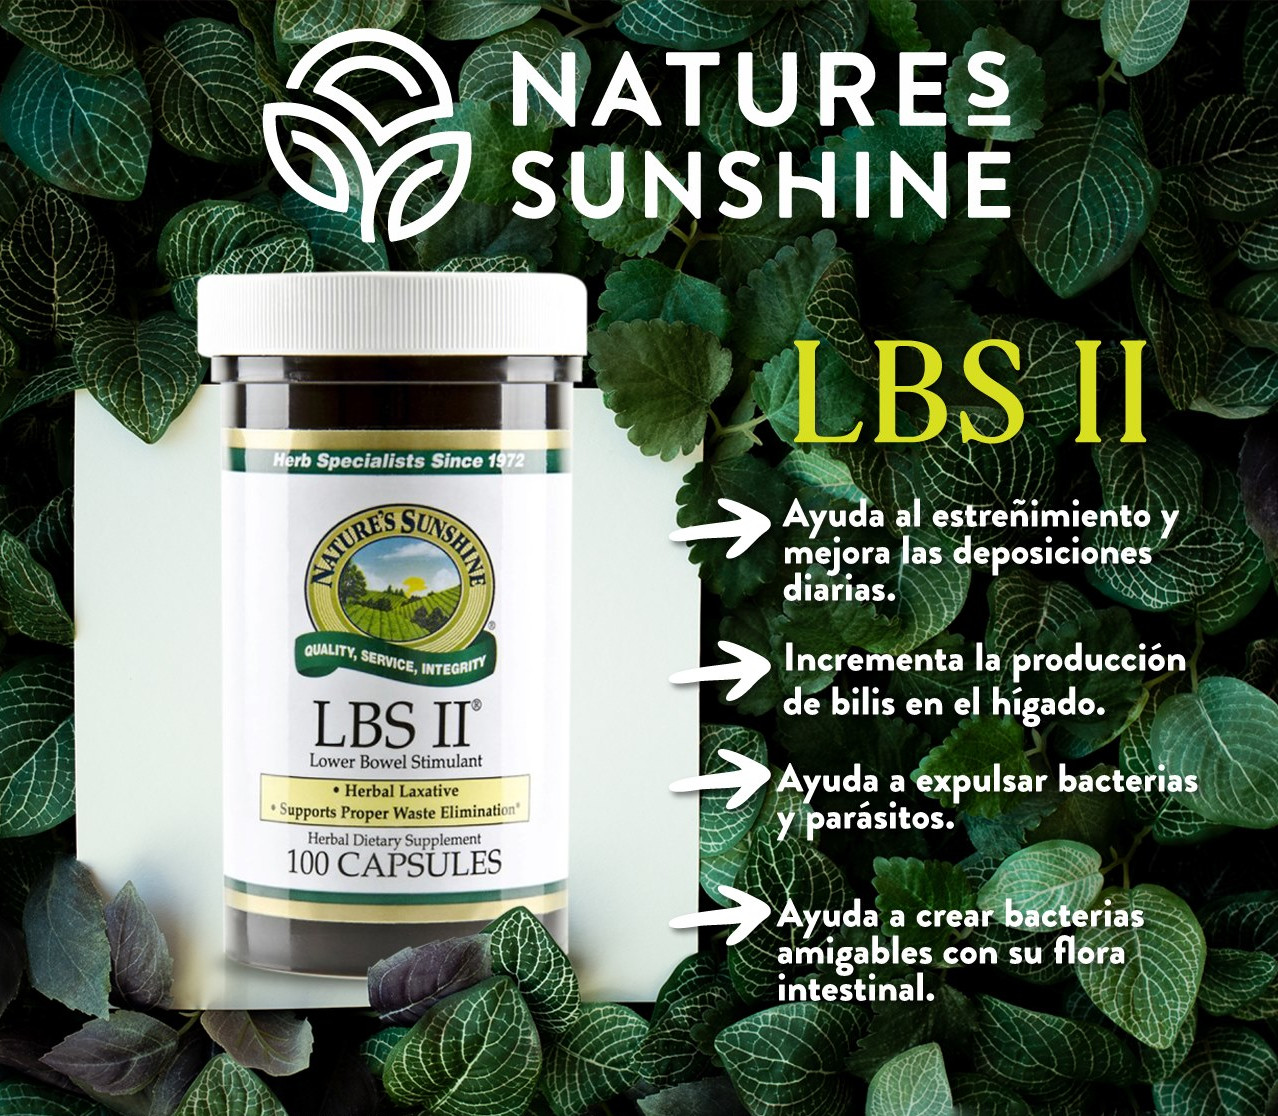 NATURES
SUNSHINE
LBS II
Ayuda al estreñimiento y
mejora las deposiciones
diarias.
Incrementa la producción
de bilis en el hígado.
Ayuda a expulsar bacterias
y parásitos.
Ayuda a crear bacterias
amigables con su flora
intestinal.
Herb Specialists Since 1972
NATURE'S SUNSHINE
®
QUALITY, SERVICE, INTEGRITY
LBS II®
Lower Bowel Stimulant
• Herbal Laxative
• Supports Proper Waste Elimination*
Herbal Dietary Supplement
100 CAPSULES